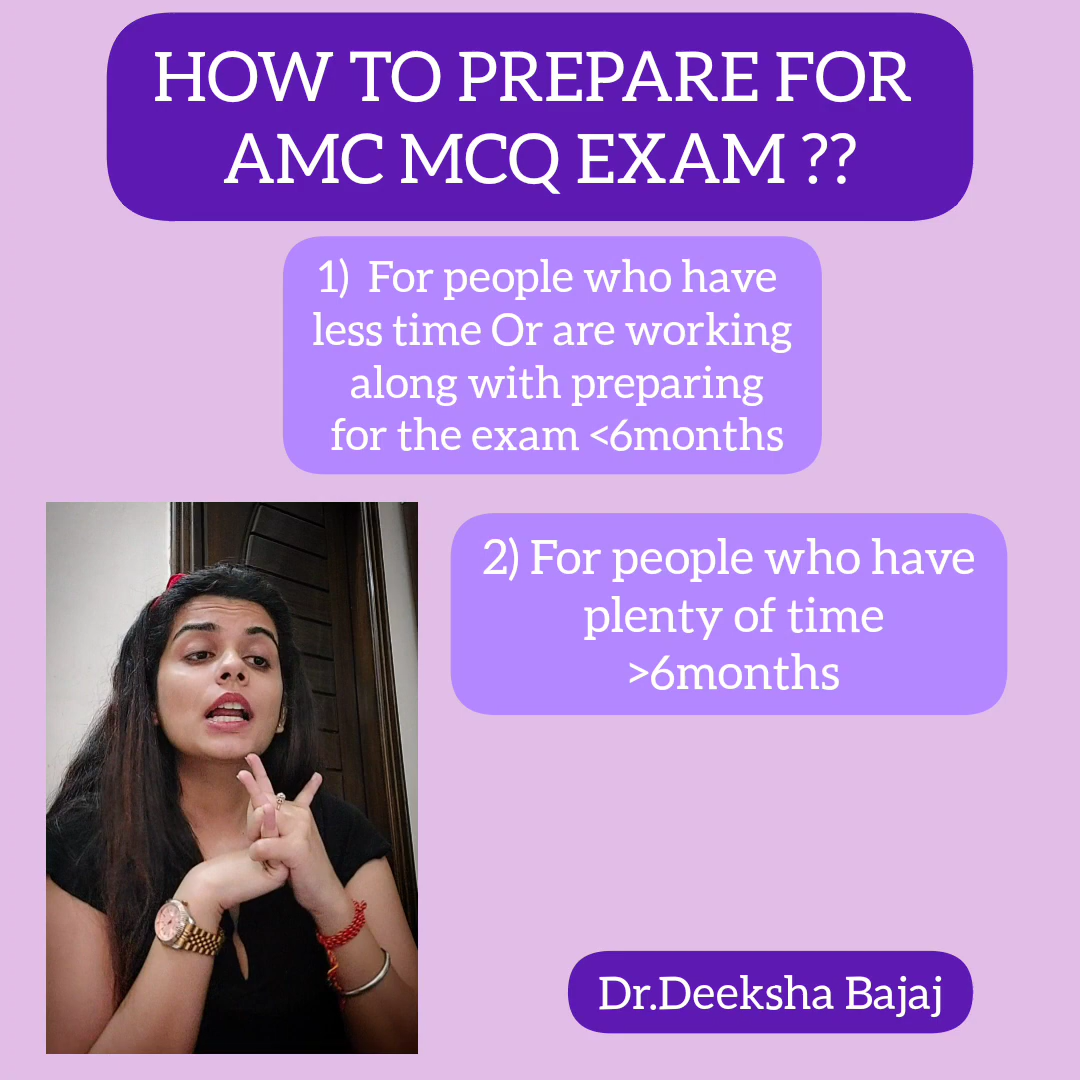 HOW TO PREPARE FOR
AMC MCQ EXAM ??
1) For people who have
less time Or are working
along with preparing
for the exam <6months
2) For people who have
plenty of time
>6months
Dr.Deeksha Bajaj